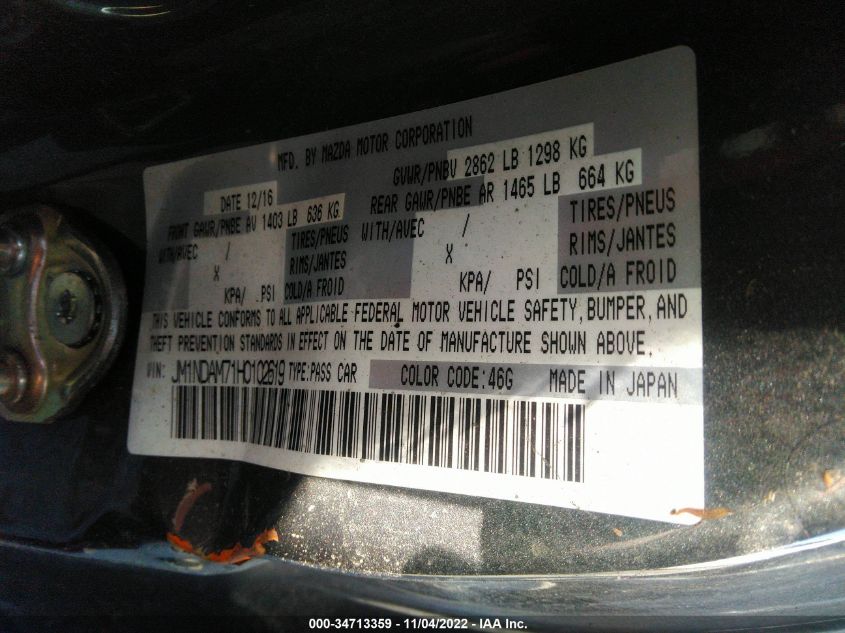 MFD. BY MAZDA MOTOR CORPORATION
DATE 12/16 GVWR/PNBV 2862 LB 1298 KG
FRONT GAWR/PNBE AV 1403 LB 636 KG REAR GAWR/PNBE AR 1465 LB 664 KG
WITH/AVEC / TIRES/PNEUS WITH/AVEC / TIRES/PNEUS
X RIMS/JANTES X RIMS/JANTES
KPA/ PSI COLD/A FROID KPA/ PSI COLD/A FROID
THIS VEHICLE CONFORMS TO ALL APPLICABLE FEDERAL MOTOR VEHICLE SAFETY, BUMPER, AND
THEFT PREVENTION STANDARDS IN EFFECT ON THE DATE OF MANUFACTURE SHOWN ABOVE.
VIN: JM1NDAM71H0102619 TYPE:PASS CAR COLOR CODE:46G MADE IN JAPAN
000-34713359 - 11/04/2022 - IAA Inc.